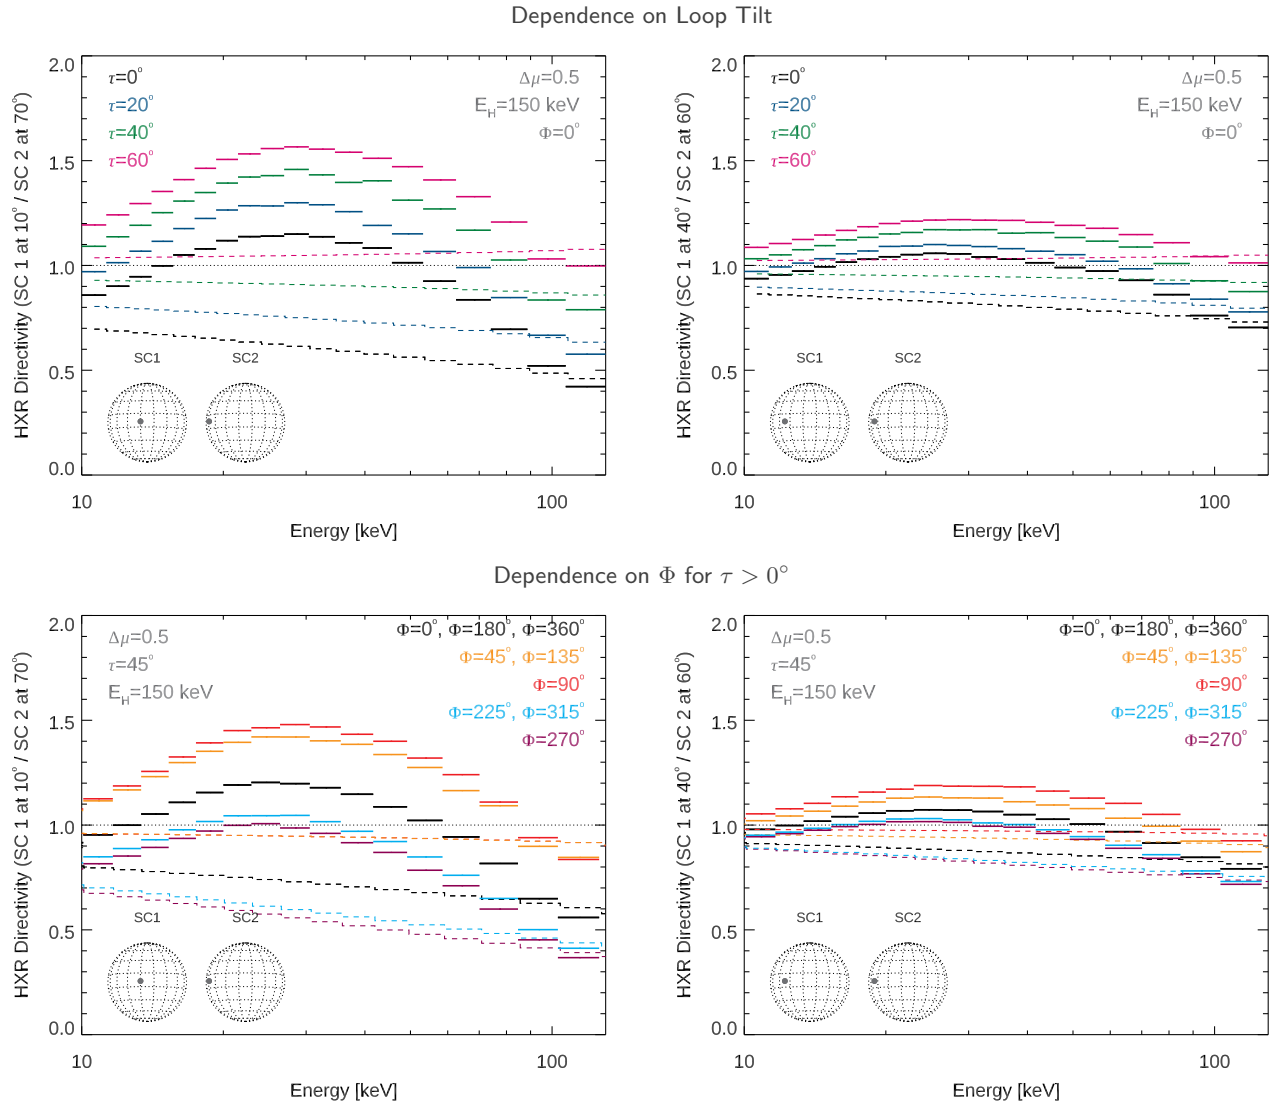 Dependence on Loop Tilt
HXR Directivity (SC 1 at 10° / SC 2 at 70°)
2.0
1.5
1.0
0.5
0.0
τ=0°
τ=20°
τ=40°
τ=60°
Δμ=0.5
E_H=150 keV
Φ=0°
SC1 SC2
10 100
Energy [keV]
HXR Directivity (SC 1 at 40° / SC 2 at 60°)
2.0
1.5
1.0
0.5
0.0
τ=0°
τ=20°
τ=40°
τ=60°
Δμ=0.5
E_H=150 keV
Φ=0°
SC1 SC2
10 100
Energy [keV]
Dependence on Φ for τ > 0°
HXR Directivity (SC 1 at 10° / SC 2 at 70°)
2.0
1.5
1.0
0.5
0.0
Δμ=0.5
τ=45°
E_H=150 keV
Φ=0°, Φ=180°, Φ=360°
Φ=45°, Φ=135°
Φ=90°
Φ=225°, Φ=315°
Φ=270°
SC1 SC2
10 100
Energy [keV]
HXR Directivity (SC 1 at 40° / SC 2 at 60°)
2.0
1.5
1.0
0.5
0.0
Δμ=0.5
τ=45°
E_H=150 keV
Φ=0°, Φ=180°, Φ=360°
Φ=45°, Φ=135°
Φ=90°
Φ=225°, Φ=315°
Φ=270°
SC1 SC2
10 100
Energy [keV]